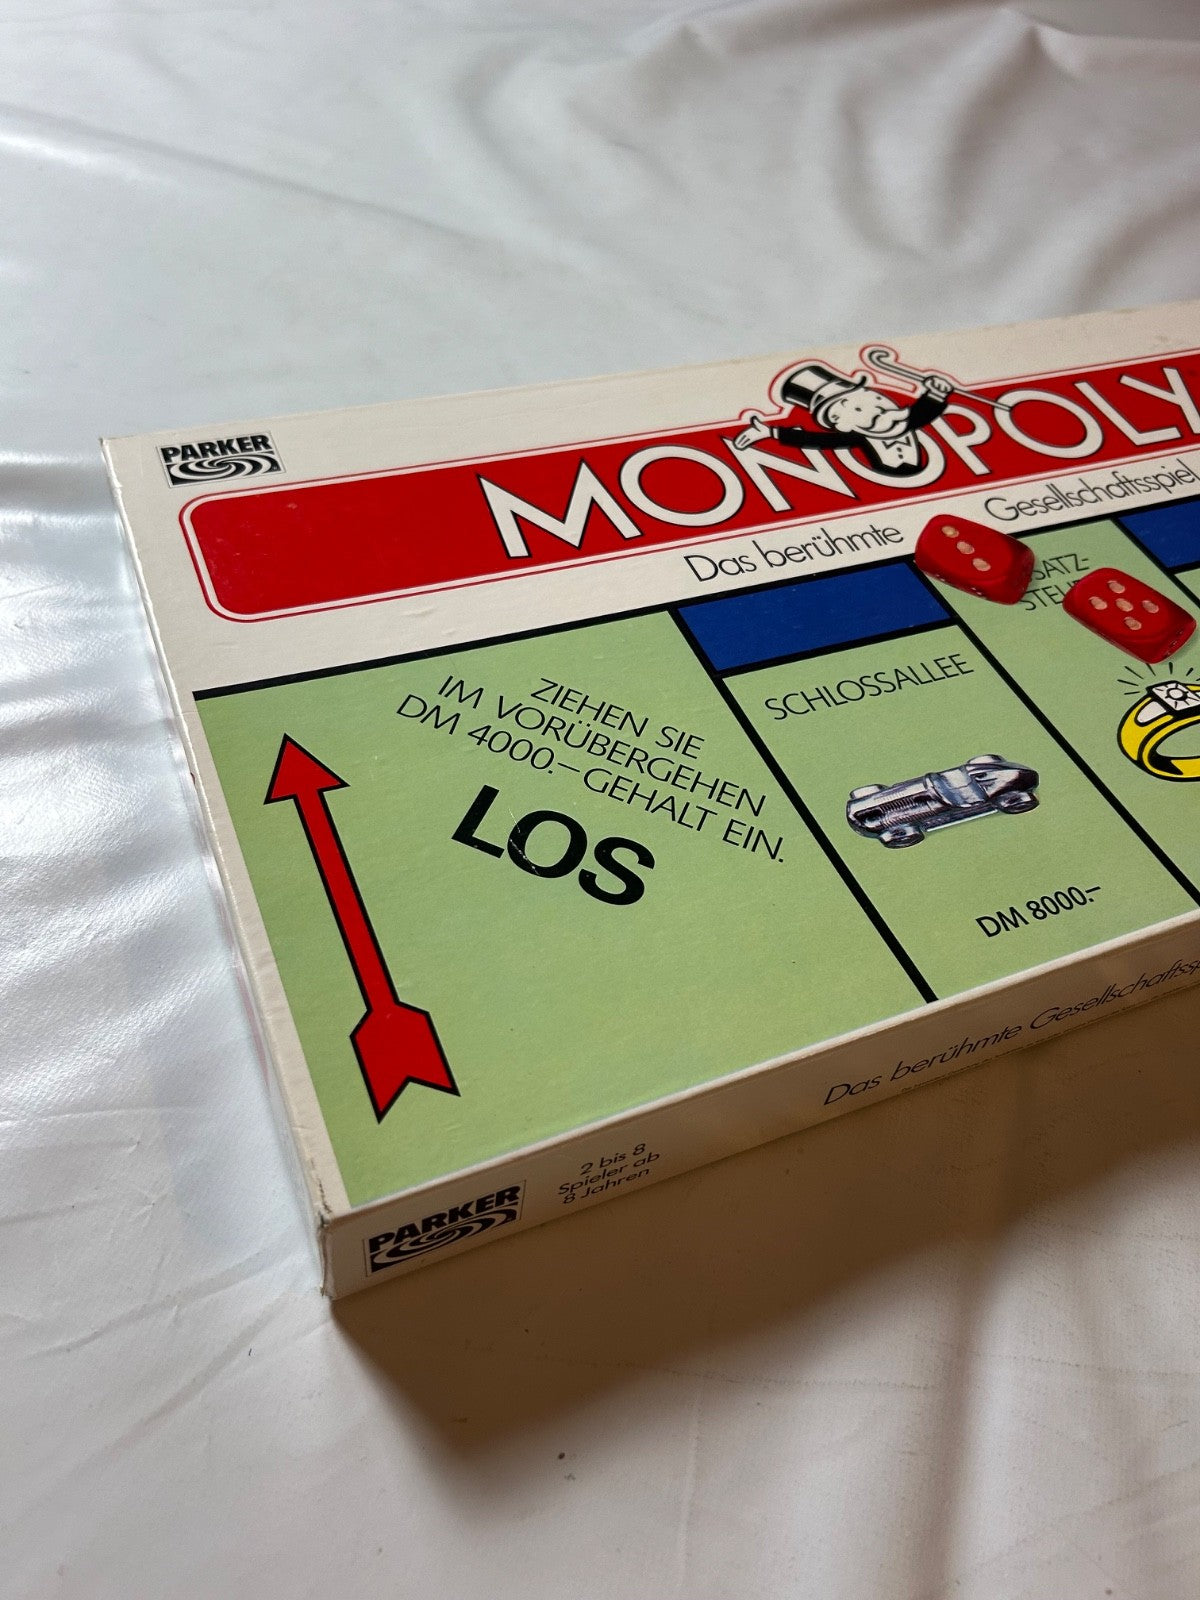 PARKER
MONOPOLY
Das berühmte Gesellschaftsspiel
ZIEHEN SIE
IM VORÜBERGEHEN
DM 4000.— GEHALT EIN.
LOS
SCHLOSSALLEE
DM 8000.–
PARKER
2 bis 8
Spieler ab
8 Jahren
Das berühmte